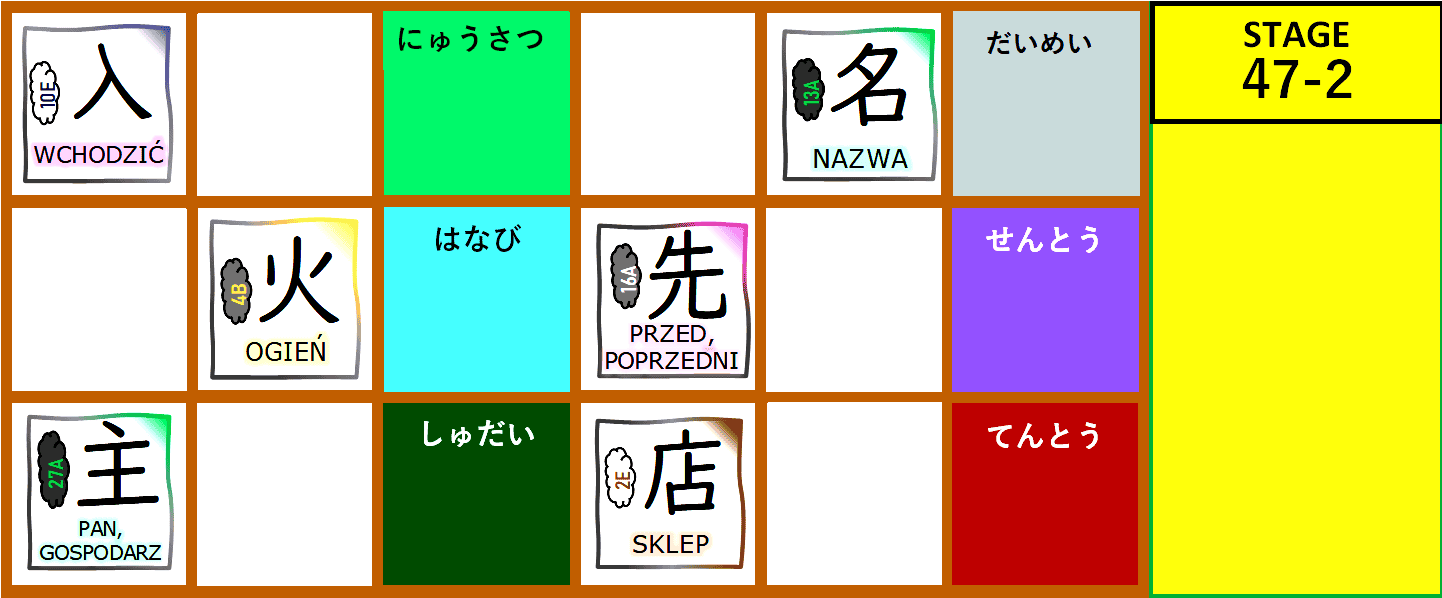 入
10E
WCHODZIĆ
にゅうさつ
名
13A
NAZWA
だいめい
STAGE
47-2
火
4B
OGIEŃ
はなび
先
16A
PRZED,
POPRZEDNI
せんとう
主
27A
PAN,
GOSPODARZ
しゅだい
店
2E
SKLEP
てんとう